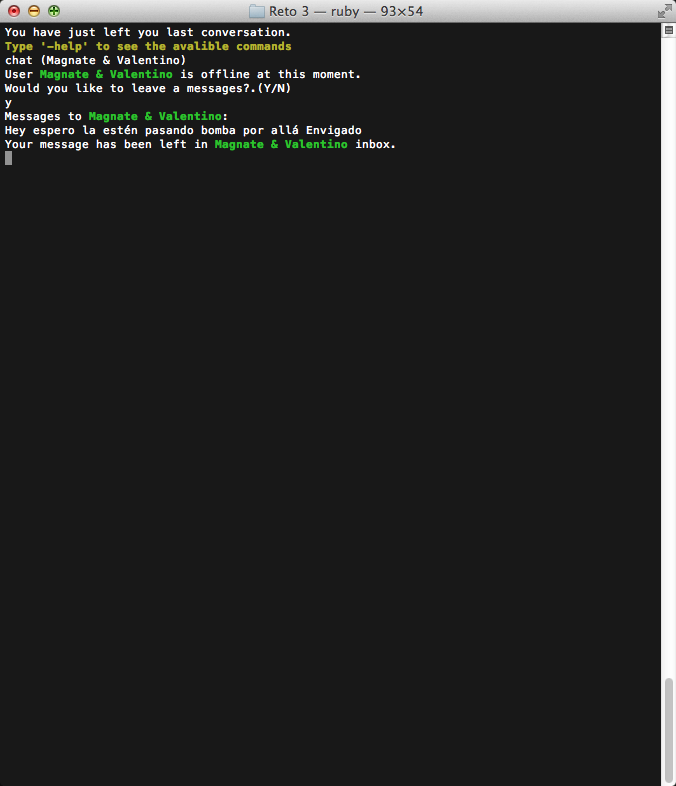 Reto 3 — ruby — 93×54
You have just left you last conversation.
Type '-help' to see the avalible commands
chat (Magnate & Valentino)
User Magnate & Valentino is offline at this moment.
Would you like to leave a messages?.(Y/N)
y
Messages to Magnate & Valentino:
Hey espero la estén pasando bomba por allá Envigado
Your message has been left in Magnate & Valentino inbox.